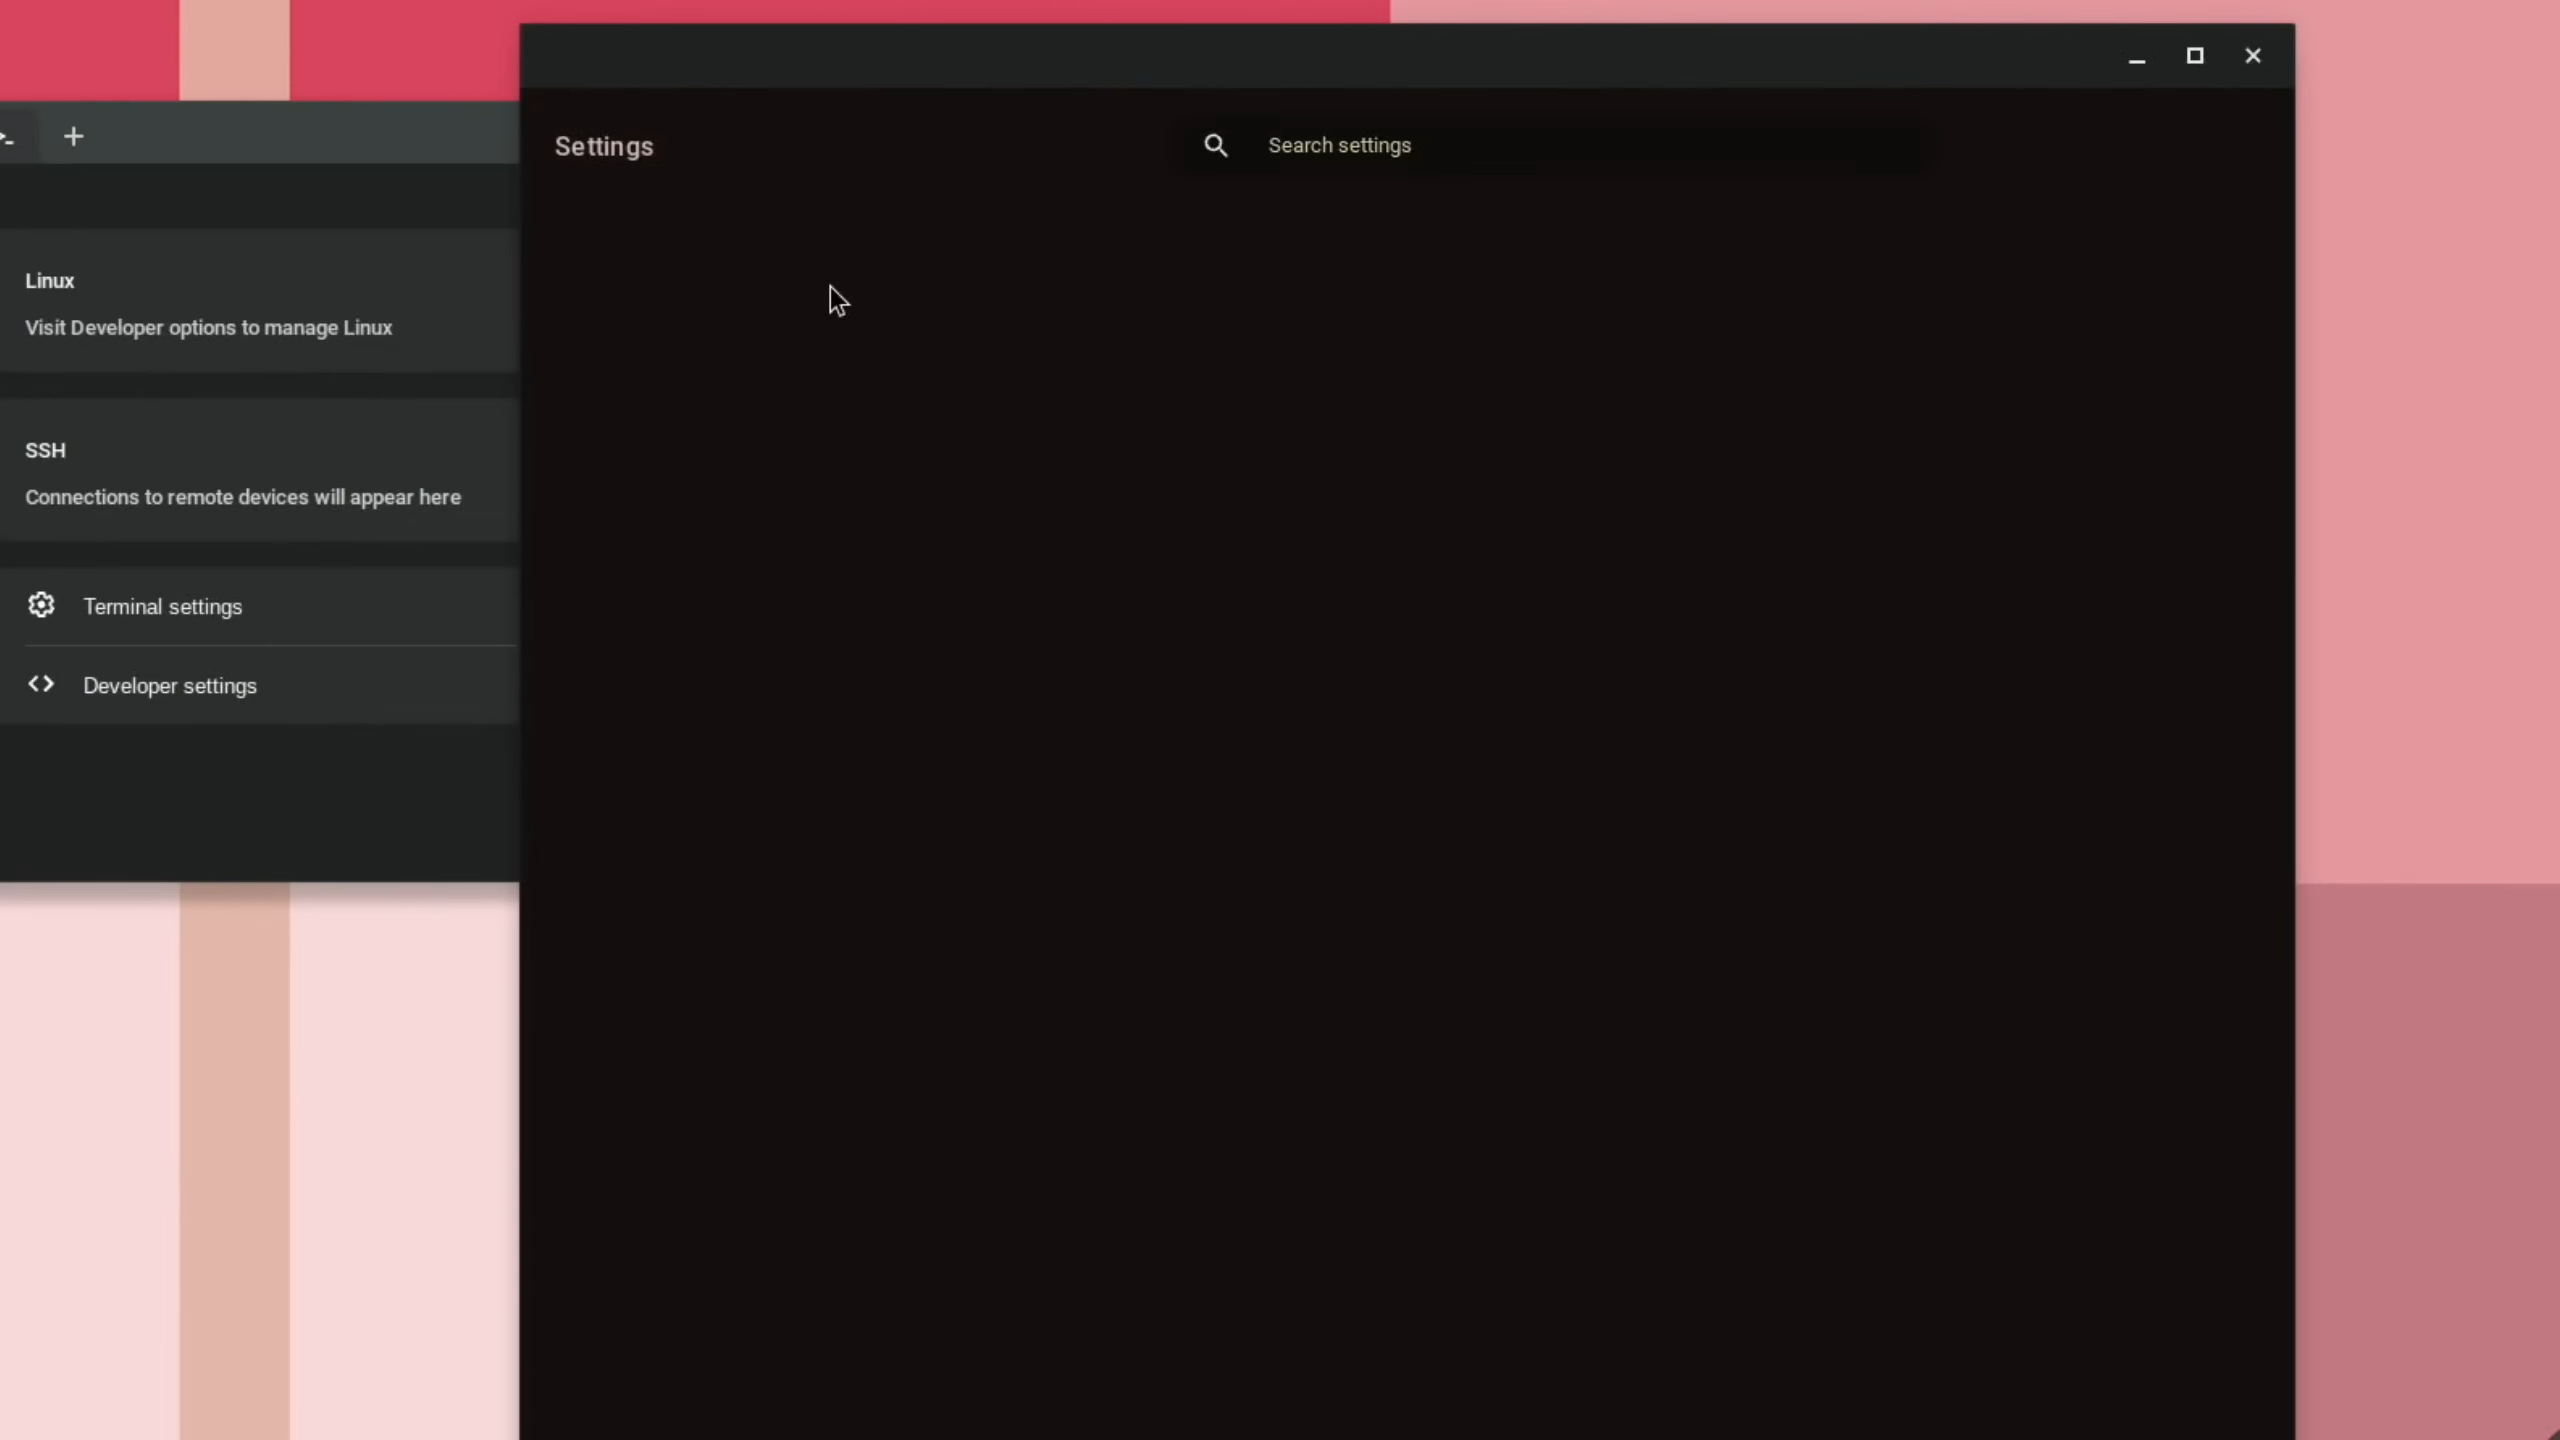 Settings
Search settings
Linux
Visit Developer options to manage Linux
SSH
Connections to remote devices will appear here
Terminal settings
Developer settings